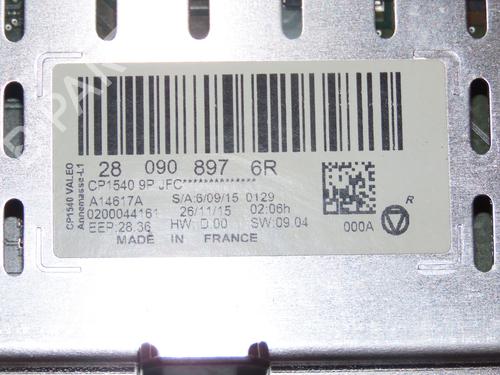 28 090 897 6R
CP1540 9P JFC***************
A14617A S/A:6/09/15 0129
0200044161 26/11/15 02:06h
EEP:28.36 HW: D.00 SW:09.04
MADE IN FRANCE
000A
R
CP1540 VALEO
Annemasse-L1